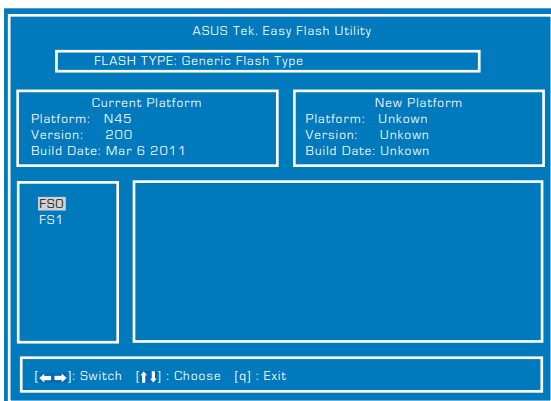 ASUS Tek. Easy Flash Utility
FLASH TYPE: Generic Flash Type
Current Platform
Platform: N45
Version: 200
Build Date: Mar 6 2011
New Platform
Platform: Unkown
Version: Unkown
Build Date: Unkown
FS0
FS1
[←→]: Switch [↑↓] : Choose [q] : Exit